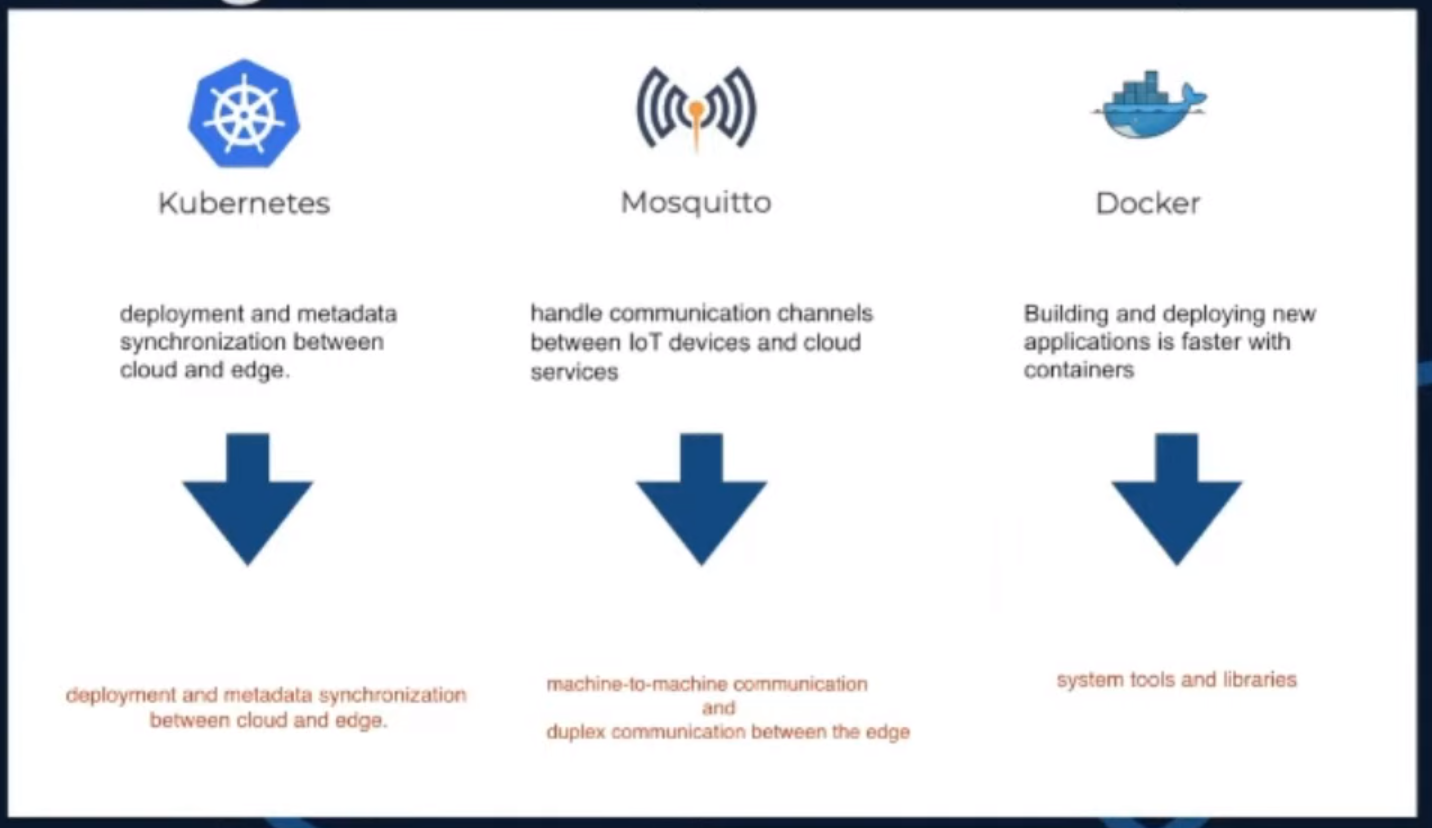 Kubernetes
deployment and metadata
synchronization between
cloud and edge.
deployment and metadata synchronization
between cloud and edge.
Mosquitto
handle communication channels
between IoT devices and cloud
services
machine-to-machine communication
and
duplex communication between the edge
Docker
Building and deploying new
applications is faster with
containers
system tools and libraries